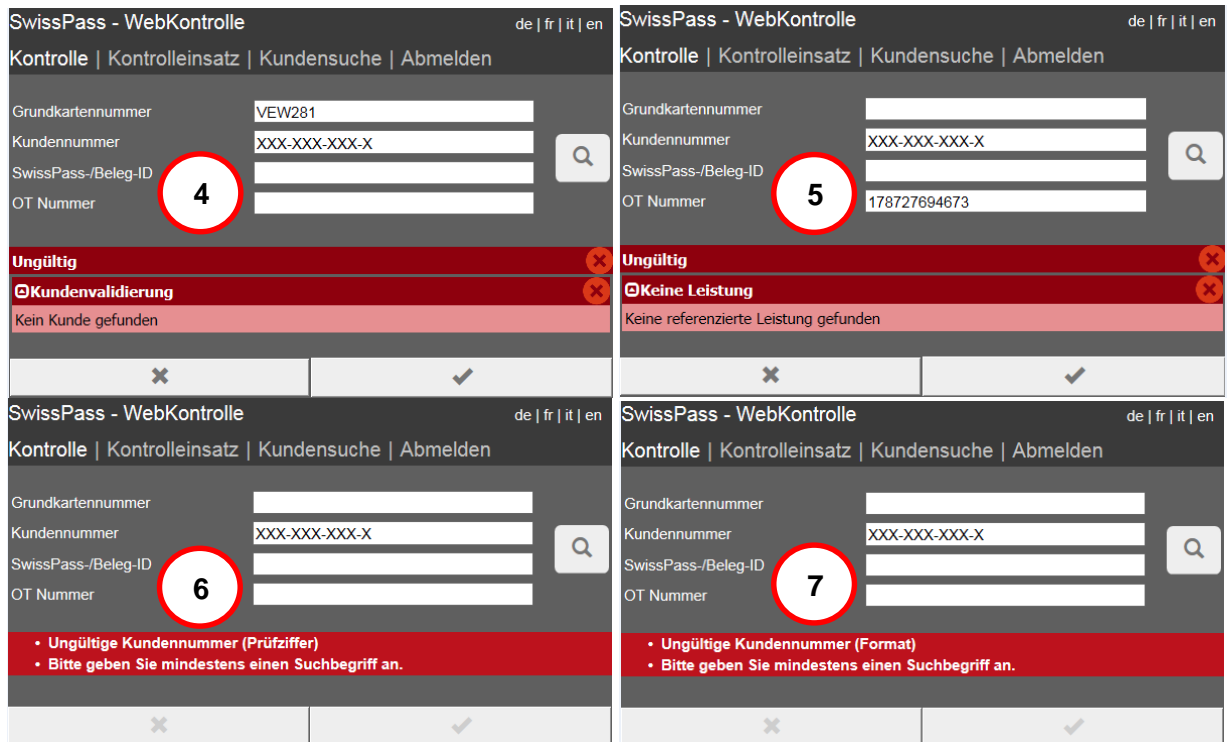 SwissPass - WebKontrolle
de | fr | it | en
Kontrolle | Kontrolleinsatz | Kundensuche | Abmelden
Grundkartennummer VEW281
Kundennummer XXX-XXX-XXX-X
SwissPass-/Beleg-ID
OT Nummer
4
Ungültig
Kundenvalidierung
Kein Kunde gefunden
SwissPass - WebKontrolle
de | fr | it | en
Kontrolle | Kontrolleinsatz | Kundensuche | Abmelden
Grundkartennummer
Kundennummer XXX-XXX-XXX-X
SwissPass-/Beleg-ID
OT Nummer 178727694673
5
Ungültig
Keine Leistung
Keine referenzierte Leistung gefunden
SwissPass - WebKontrolle
de | fr | it | en
Kontrolle | Kontrolleinsatz | Kundensuche | Abmelden
Grundkartennummer
Kundennummer XXX-XXX-XXX-X
SwissPass-/Beleg-ID
OT Nummer
6
• Ungültige Kundennummer (Prüfziffer)
• Bitte geben Sie mindestens einen Suchbegriff an.
SwissPass - WebKontrolle
de | fr | it | en
Kontrolle | Kontrolleinsatz | Kundensuche | Abmelden
Grundkartennummer
Kundennummer XXX-XXX-XXX-X
SwissPass-/Beleg-ID
OT Nummer
7
• Ungültige Kundennummer (Format)
• Bitte geben Sie mindestens einen Suchbegriff an.